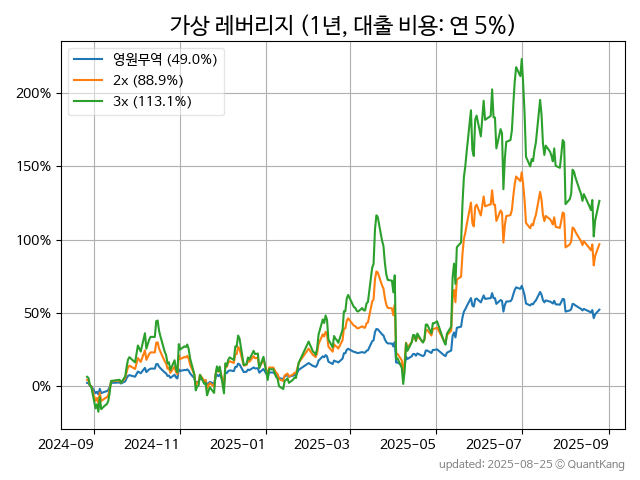 가상 레버리지 (1년, 대출 비용: 연 5%)
영원무역 (49.0%)
2x (88.9%)
3x (113.1%)
200%
150%
100%
50%
0%
2024-09
2024-11
2025-01
2025-03
2025-05
2025-07
2025-09
updated: 2025-08-25 © QuantKang